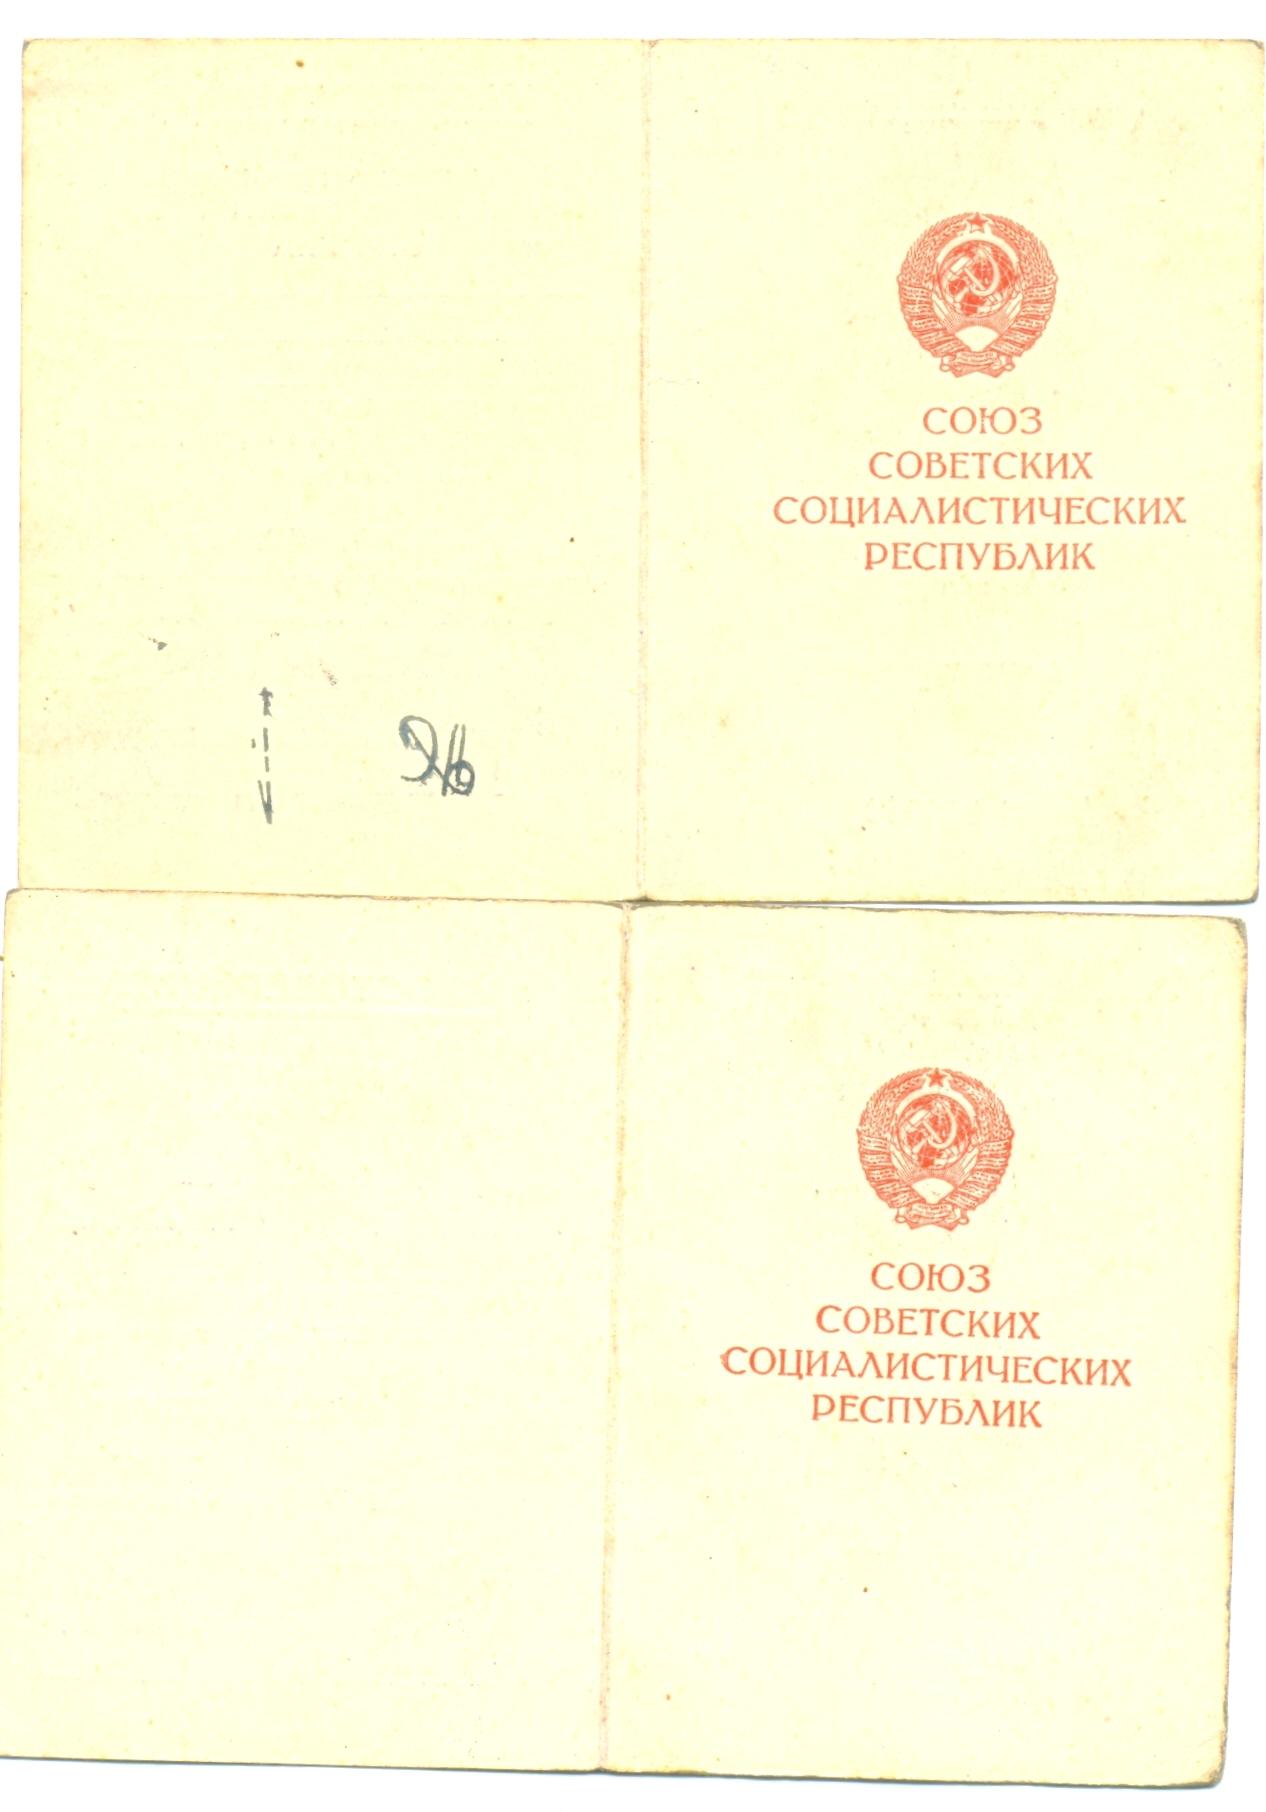 СОЮЗ
СОВЕТСКИХ
СОЦИАЛИСТИЧЕСКИХ
РЕСПУБЛИК
СОЮЗ
СОВЕТСКИХ
СОЦИАЛИСТИЧЕСКИХ
РЕСПУБЛИК